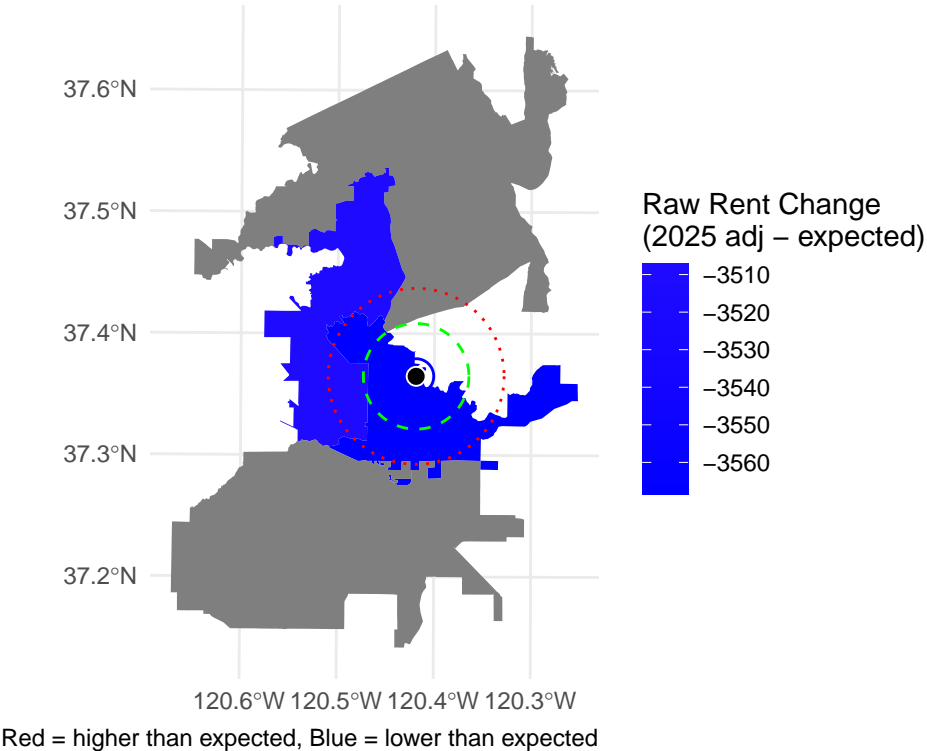 37.6°N
37.5°N
37.4°N
37.3°N
37.2°N
120.6°W 120.5°W 120.4°W 120.3°W
Raw Rent Change
(2025 adj − expected)
−3510
−3520
−3530
−3540
−3550
−3560
Red = higher than expected, Blue = lower than expected